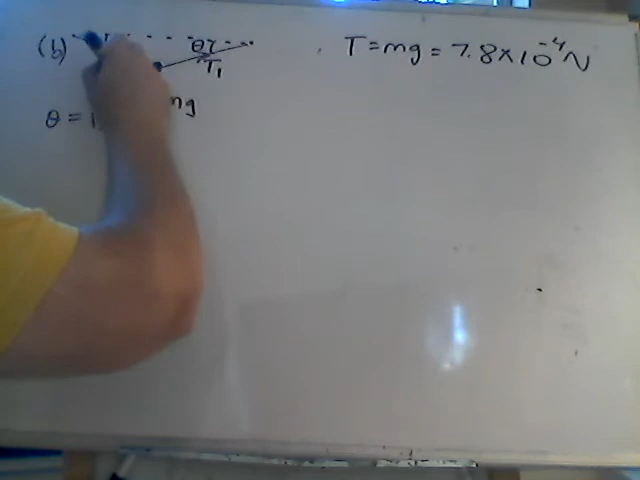 (b) θ T = mg = 7.8×10⁻⁴N
T₁
θ = mg